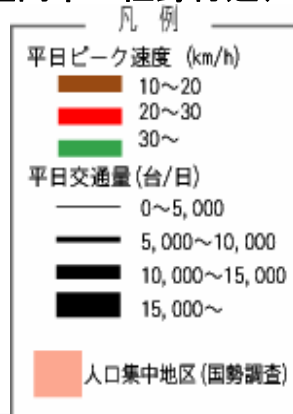 凡 例
平日ピーク速度 (km/h)
10～20
20～30
30～
平日交通量(台/日)
0～5,000
5,000～10,000
10,000～15,000
15,000～
人口集中地区(国勢調査)